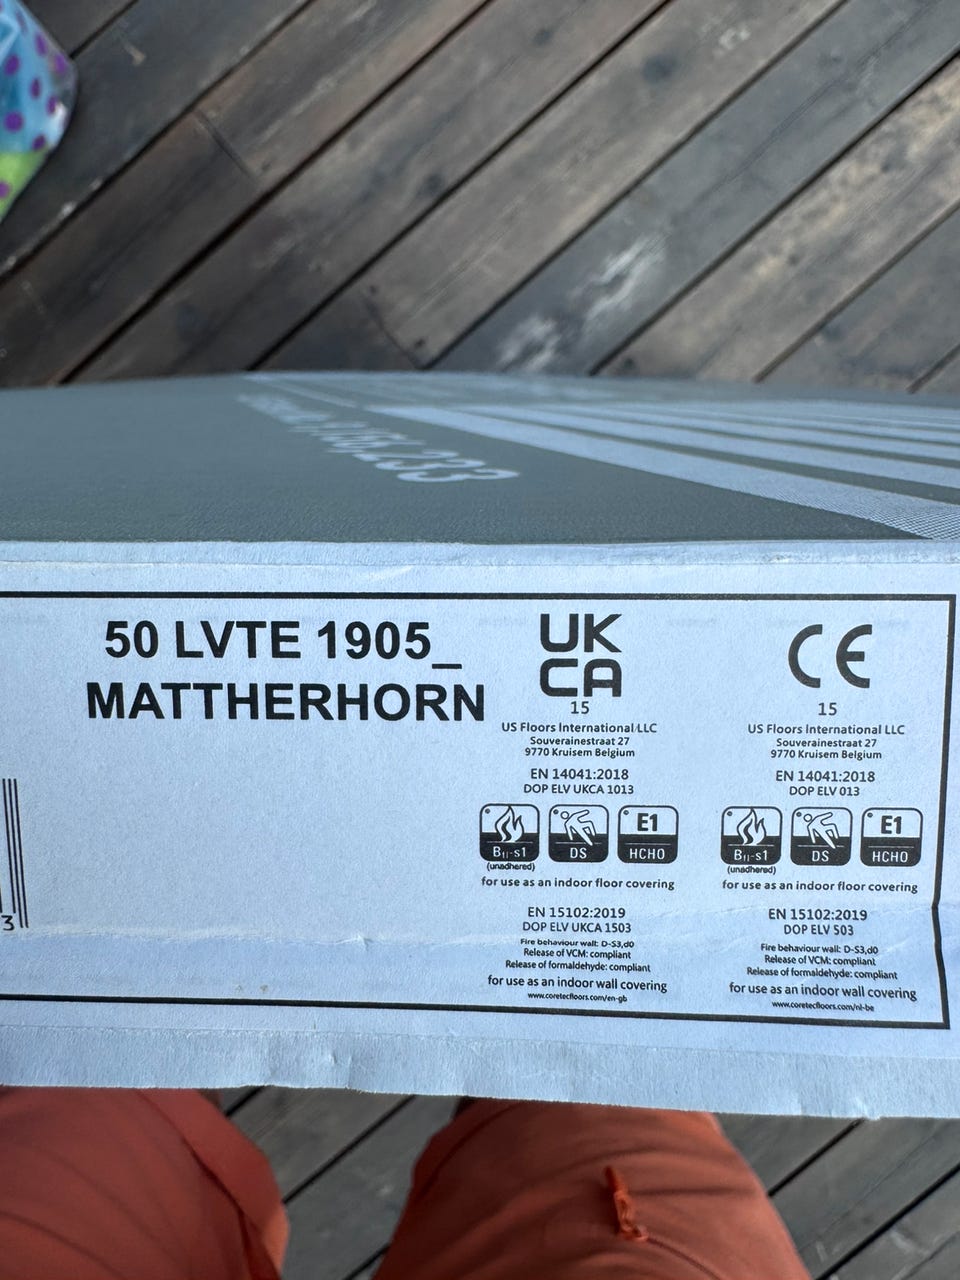 50 LVTE 1905_
MATTHERHORN
3
UK
CA
15
US Floors International LLC
Souverainestraat 27
9770 Kruisem Belgium
EN 14041:2018
DOP ELV UKCA 1013
Bfl-s1
DS
E1
HCHO
(unadhered)
for use as an indoor floor covering
EN 15102:2019
DOP ELV UKCA 1503
Fire behaviour wall: D-S3,d0
Release of VCM: compliant
Release of formaldehyde: compliant
for use as an indoor wall covering
www.coretecfloors.com/en-gb
CE
15
US Floors International LLC
Souverainestraat 27
9770 Kruisem Belgium
EN 14041:2018
DOP ELV 013
Bfl-s1
DS
E1
HCHO
(unadhered)
for use as an indoor floor covering
EN 15102:2019
DOP ELV 503
Fire behaviour wall: D-S3,d0
Release of VCM: compliant
Release of formaldehyde: compliant
for use as an indoor wall covering
www.coretecfloors.com/nl-be